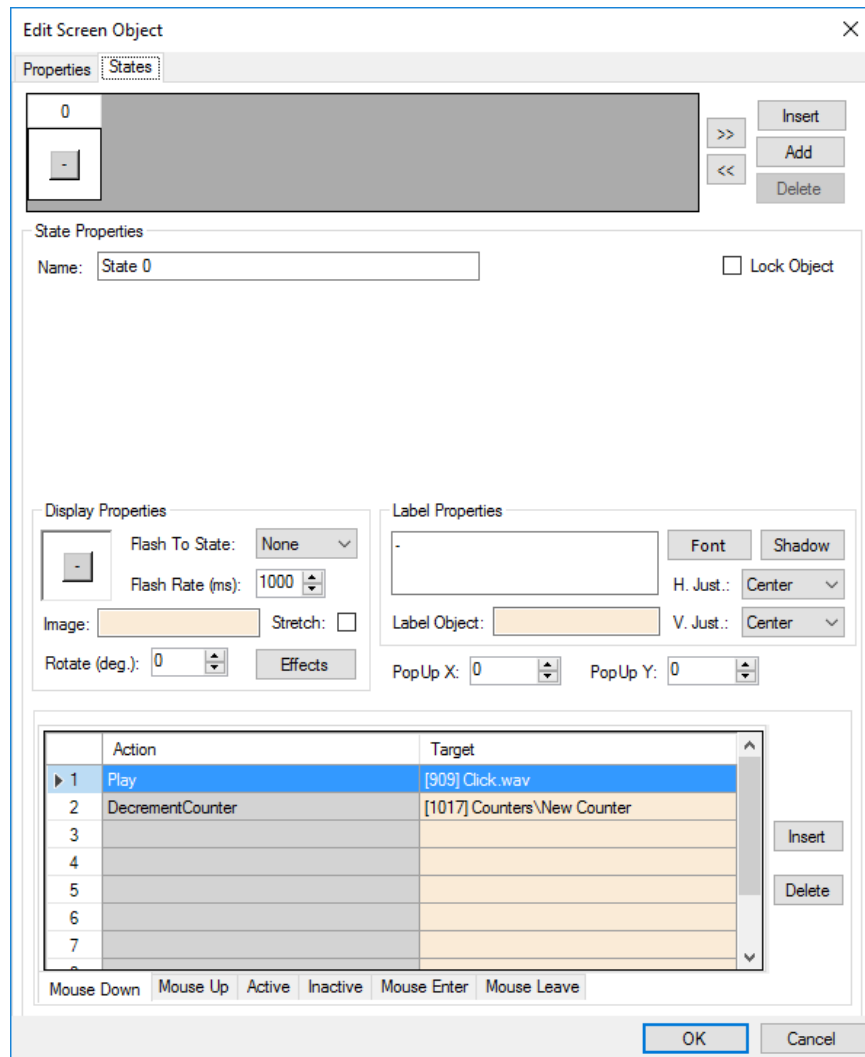 Edit Screen Object
Properties States
0
-
>>
<<
Insert
Add
Delete
State Properties
Name: State 0
Lock Object
Display Properties
-
Flash To State: None
Flash Rate (ms): 1000
Image:
Stretch:
Rotate (deg.): 0
Effects
Label Properties
-
Font Shadow
H. Just.: Center
Label Object:
V. Just.: Center
PopUp X: 0 PopUp Y: 0
Action Target
1 Play [909] Click.wav
2 DecrementCounter [1017] Counters\New Counter
3
4
5
6
7
Insert
Delete
Mouse Down Mouse Up Active Inactive Mouse Enter Mouse Leave
OK Cancel